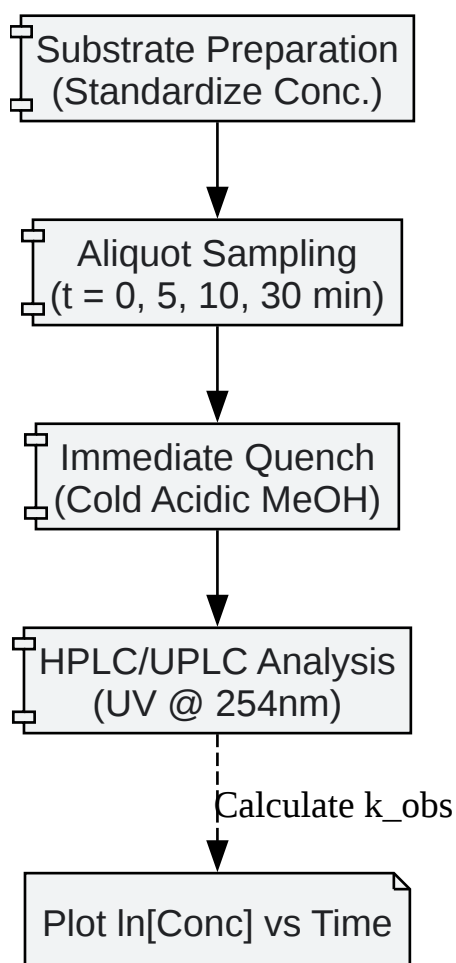 Substrate Preparation
(Standardize Conc.)
Aliquot Sampling
(t = 0, 5, 10, 30 min)
Immediate Quench
(Cold Acidic MeOH)
HPLC/UPLC Analysis
(UV @ 254nm)
Calculate k_obs
Plot ln[Conc] vs Time